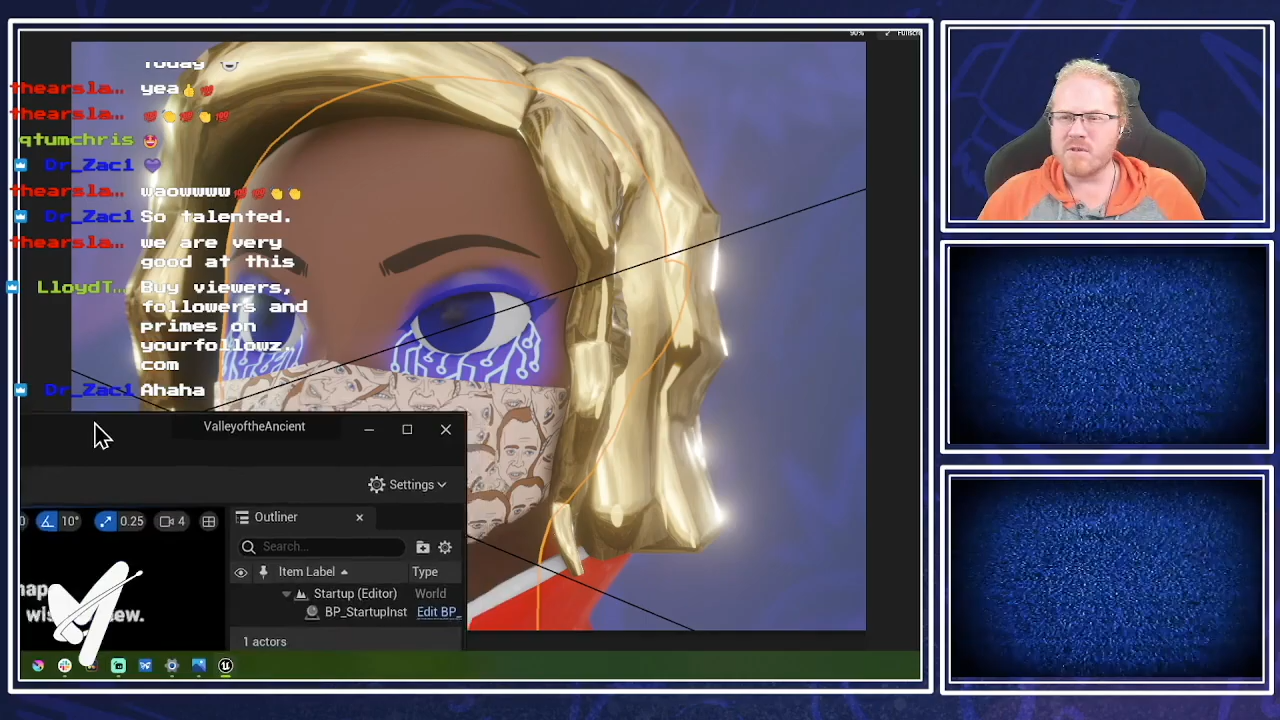 90% ✓ Fullscr
Today
thearsla... yea
thearsla...
qtumchris
Dr_Zac1
thearsla... waowwww
Dr_Zac1 So talented.
thearsla... we are very
good at this
LloydT... Buy viewers,
followers and
primes on
yourfollowz.
com
Dr_Zac1 Ahaha
ValleyoftheAncient
Settings
10° 0.25 4
Outliner
Search...
Item Label Type
Startup (Editor) World
BP_StartupInst Edit BP_
1 actors